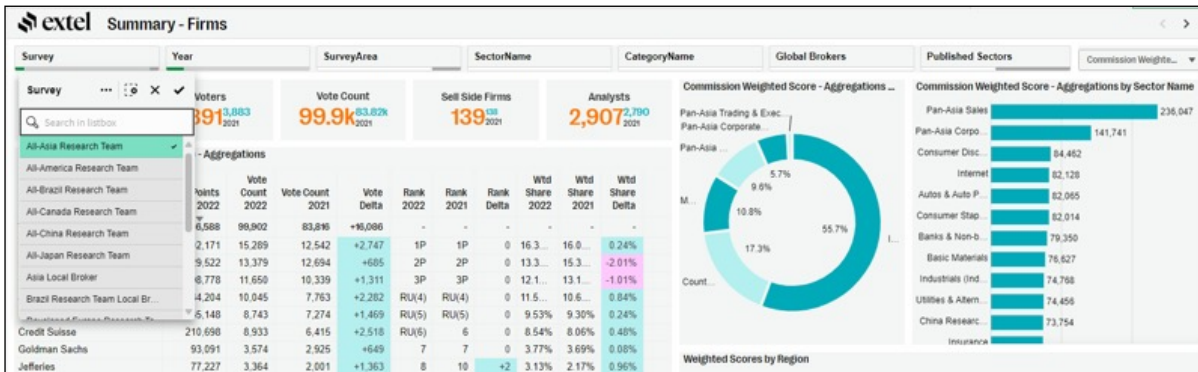 extel Summary - Firms
Survey Year SurveyArea SectorName CategoryName Global Brokers Published Sectors Commission Weighte...
Survey
Search in listbox
All-Asia Research Team
All-America Research Team
All-Brazil Research Team
All-Canada Research Team
All-China Research Team
All-Japan Research Team
Asia Local Broker
Brazil Research Team Local Br...
Voters
3,883
2021
Vote Count
99.9k 83.82k
2021
Sell Side Firms
139 138
2021
Analysts
2,907 2,790
2021
- Aggregations
Points 2022 Vote Count 2022 Vote Count 2021 Vote Delta Rank 2022 Rank 2021 Rank Delta Wtd Share 2022 Wtd Share 2021 Wtd Share Delta
6,588 99,902 83,816 +16,086 - - - - - -
2,171 15,289 12,542 +2,747 1P 1P 0 16.3... 16.0... 0.24%
9,522 13,379 12,694 +685 2P 2P 0 13.3... 15.3... -2.01%
8,778 11,650 10,339 +1,311 3P 3P 0 12.1... 13.1... -1.01%
4,204 10,045 7,763 +2,282 RU(4) RU(4) 0 11.5... 10.6... 0.84%
5,148 8,743 7,274 +1,469 RU(5) RU(5) 0 9.53% 9.30% 0.24%
Credit Suisse 210,698 8,933 6,415 +2,518 RU(6) 6 0 8.54% 8.06% 0.48%
Goldman Sachs 93,091 3,574 2,925 +649 7 7 0 3.77% 3.69% 0.08%
Jefferies 77,227 3,364 2,001 +1,363 8 10 +2 3.13% 2.17% 0.96%
Commission Weighted Score - Aggregations ...
Pan-Asia Trading & Exec...
Pan-Asia Corporate...
Pan-Asia ...
M...
Count...
I...
5.7%
9.6%
10.8%
17.3%
55.7%
Weighted Scores by Region
Commission Weighted Score - Aggregations by Sector Name
Pan-Asia Sales 236,047
Pan-Asia Corpo... 141,741
Consumer Disc... 84,462
Internet 82,128
Autos & Auto P... 82,065
Consumer Stap... 82,014
Banks & Non-b... 79,350
Basic Materials 76,627
Industrials (Ind... 74,768
Utilities & Altern... 74,456
China Researc... 73,754
Insurance